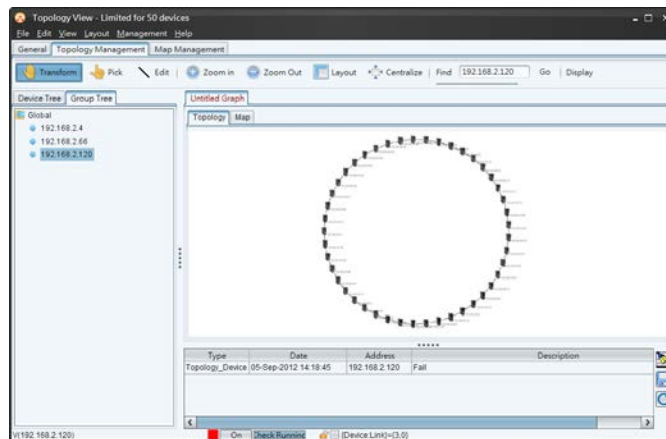 Topology View - Limited for 50 devices
File Edit View Layout Management Help
General Topology Management Map Management
Transform Pick Edit Zoom in Zoom Out Layout Centralize Find 192.168.2.120 Go Display
Device Tree Group Tree
Untitled Graph
Global
Topology Map
192.168.2.4
192.168.2.66
192.168.2.120
Type Date Address Description
Topology_Device 05-Sep-2012 14:18:45 192.168.2.120 Fail
V(192.168.2.120) On Check Running (Device:Link)=(3,0)